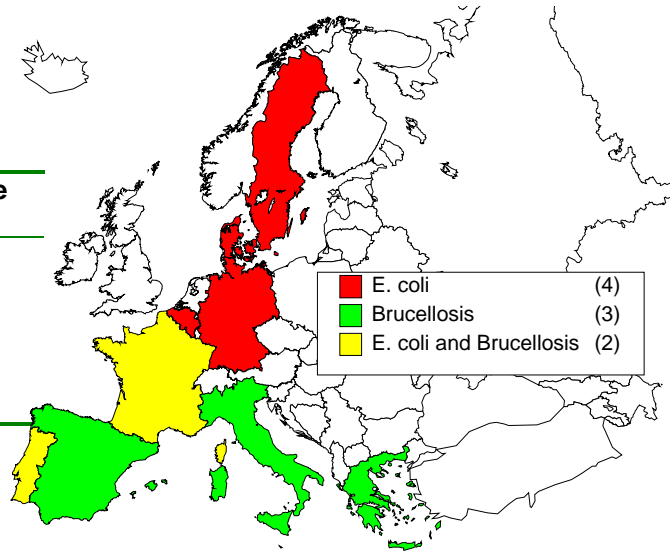 e
E. coli (4)
Brucellosis (3)
E. coli and Brucellosis (2)